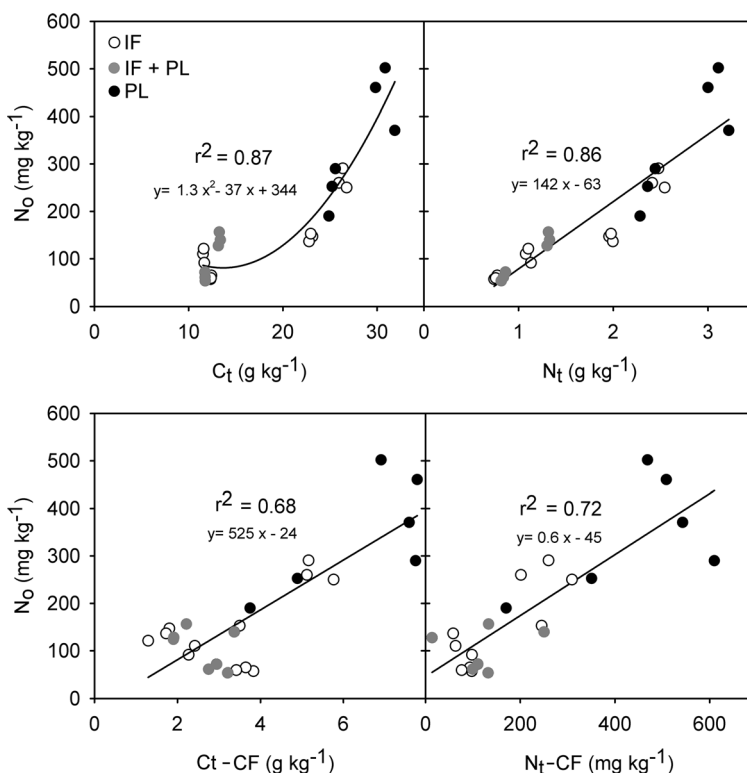 600
500
400
300
200
100
0
N₀ (mg kg⁻¹)
IF
IF + PL
PL
r² = 0.87
y= 1.3 x²- 37 x + 344
0 10 20 30
Cₜ (g kg⁻¹)
r² = 0.86
y= 142 x - 63
0 1 2 3
Nₜ (g kg⁻¹)
600
500
400
300
200
100
0
N₀ (mg kg⁻¹)
r² = 0.68
y= 525 x - 24
0 2 4 6
Ct – CF (g kg⁻¹)
r² = 0.72
y= 0.6 x - 45
0 200 400 600
Nₜ–CF (mg kg⁻¹)